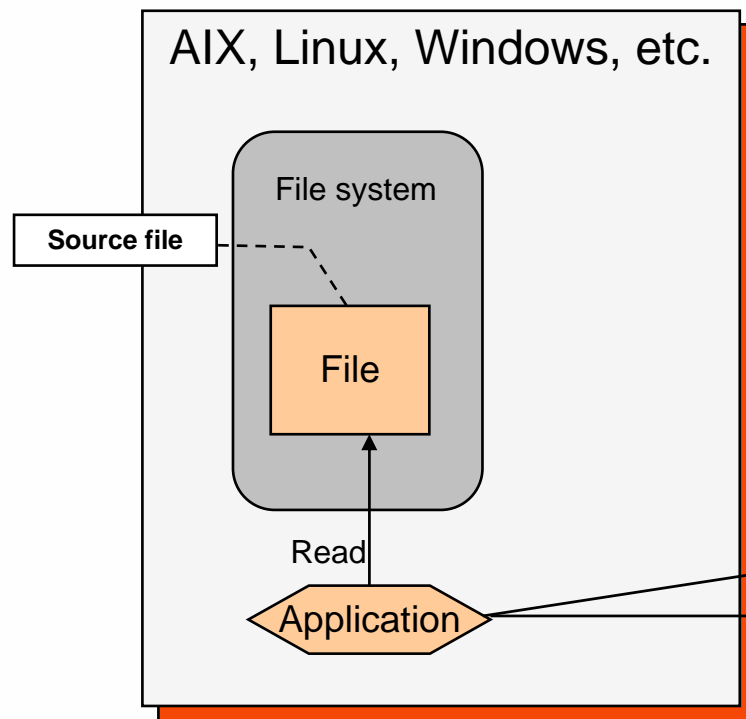 AIX, Linux, Windows, etc.
File system
Source file
File
Read
Application